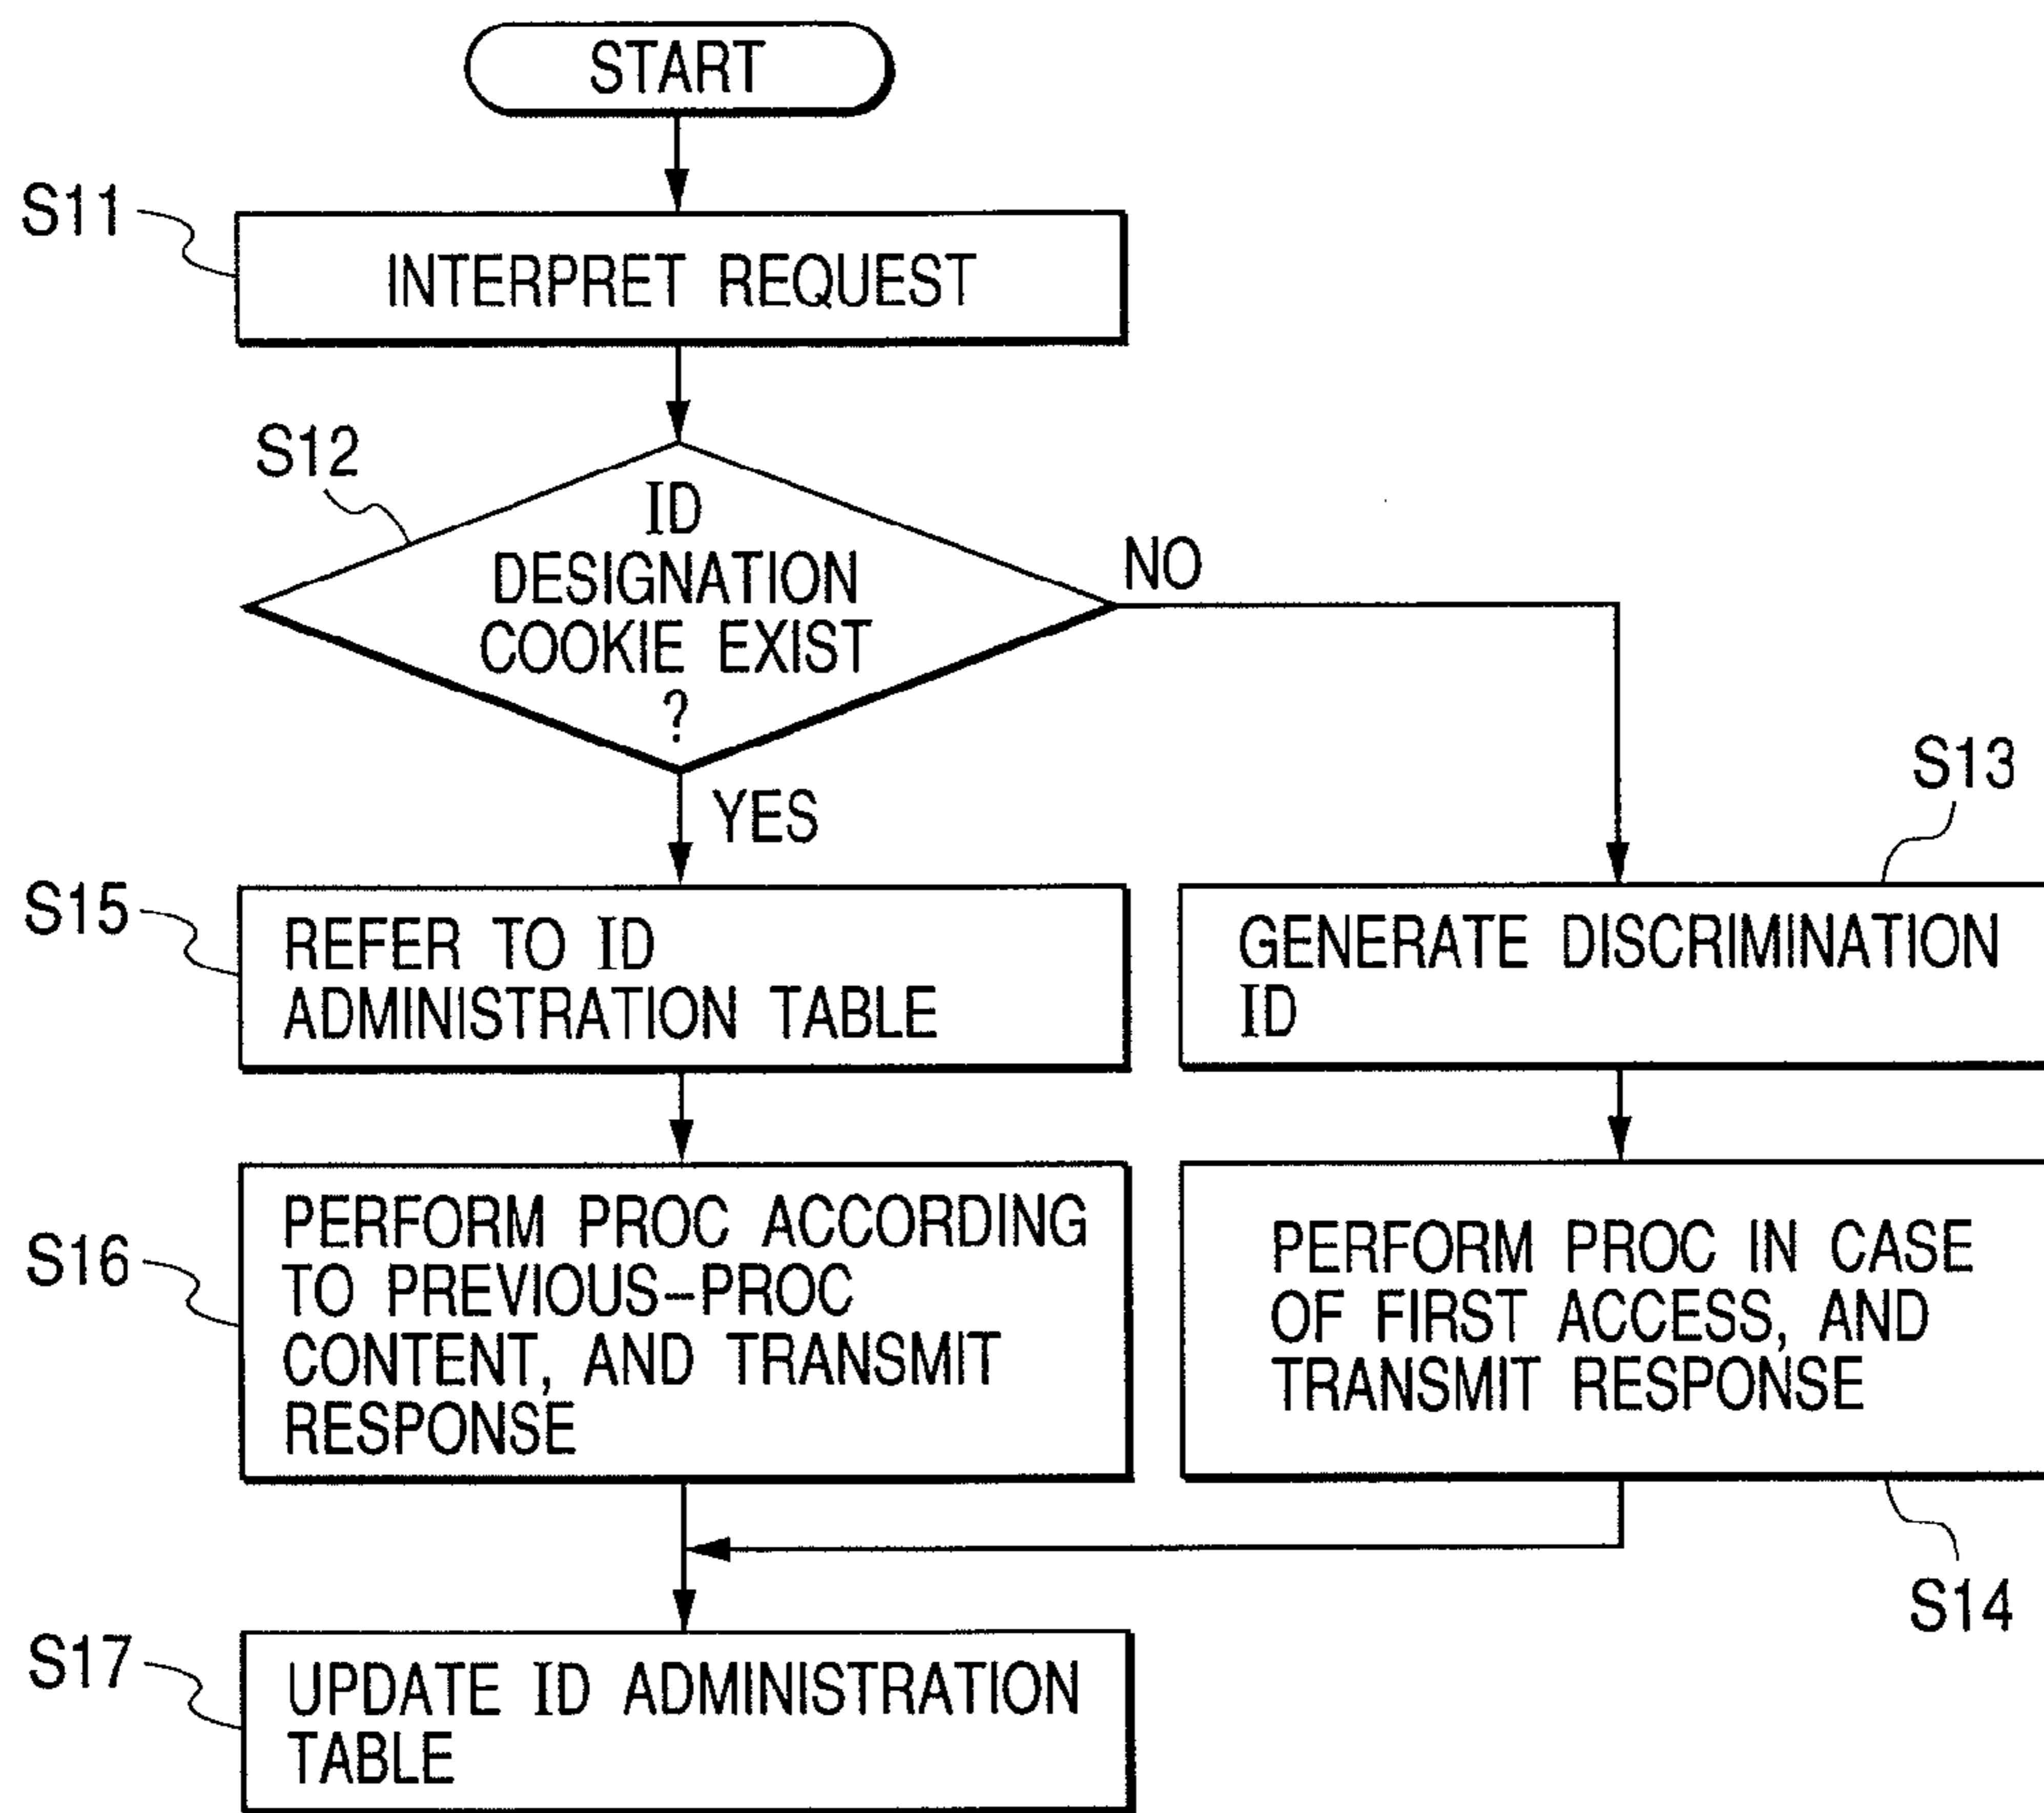 START
S11
INTERPRET REQUEST
S12
ID
DESIGNATION
COOKIE EXIST
?
NO
YES
S13
S15
REFER TO ID
ADMINISTRATION TABLE
GENERATE DISCRIMINATION
ID
S16
PERFORM PROC ACCORDING
TO PREVIOUS-PROC
CONTENT, AND TRANSMIT
RESPONSE
PERFORM PROC IN CASE
OF FIRST ACCESS, AND
TRANSMIT RESPONSE
S14
S17
UPDATE ID ADMINISTRATION
TABLE